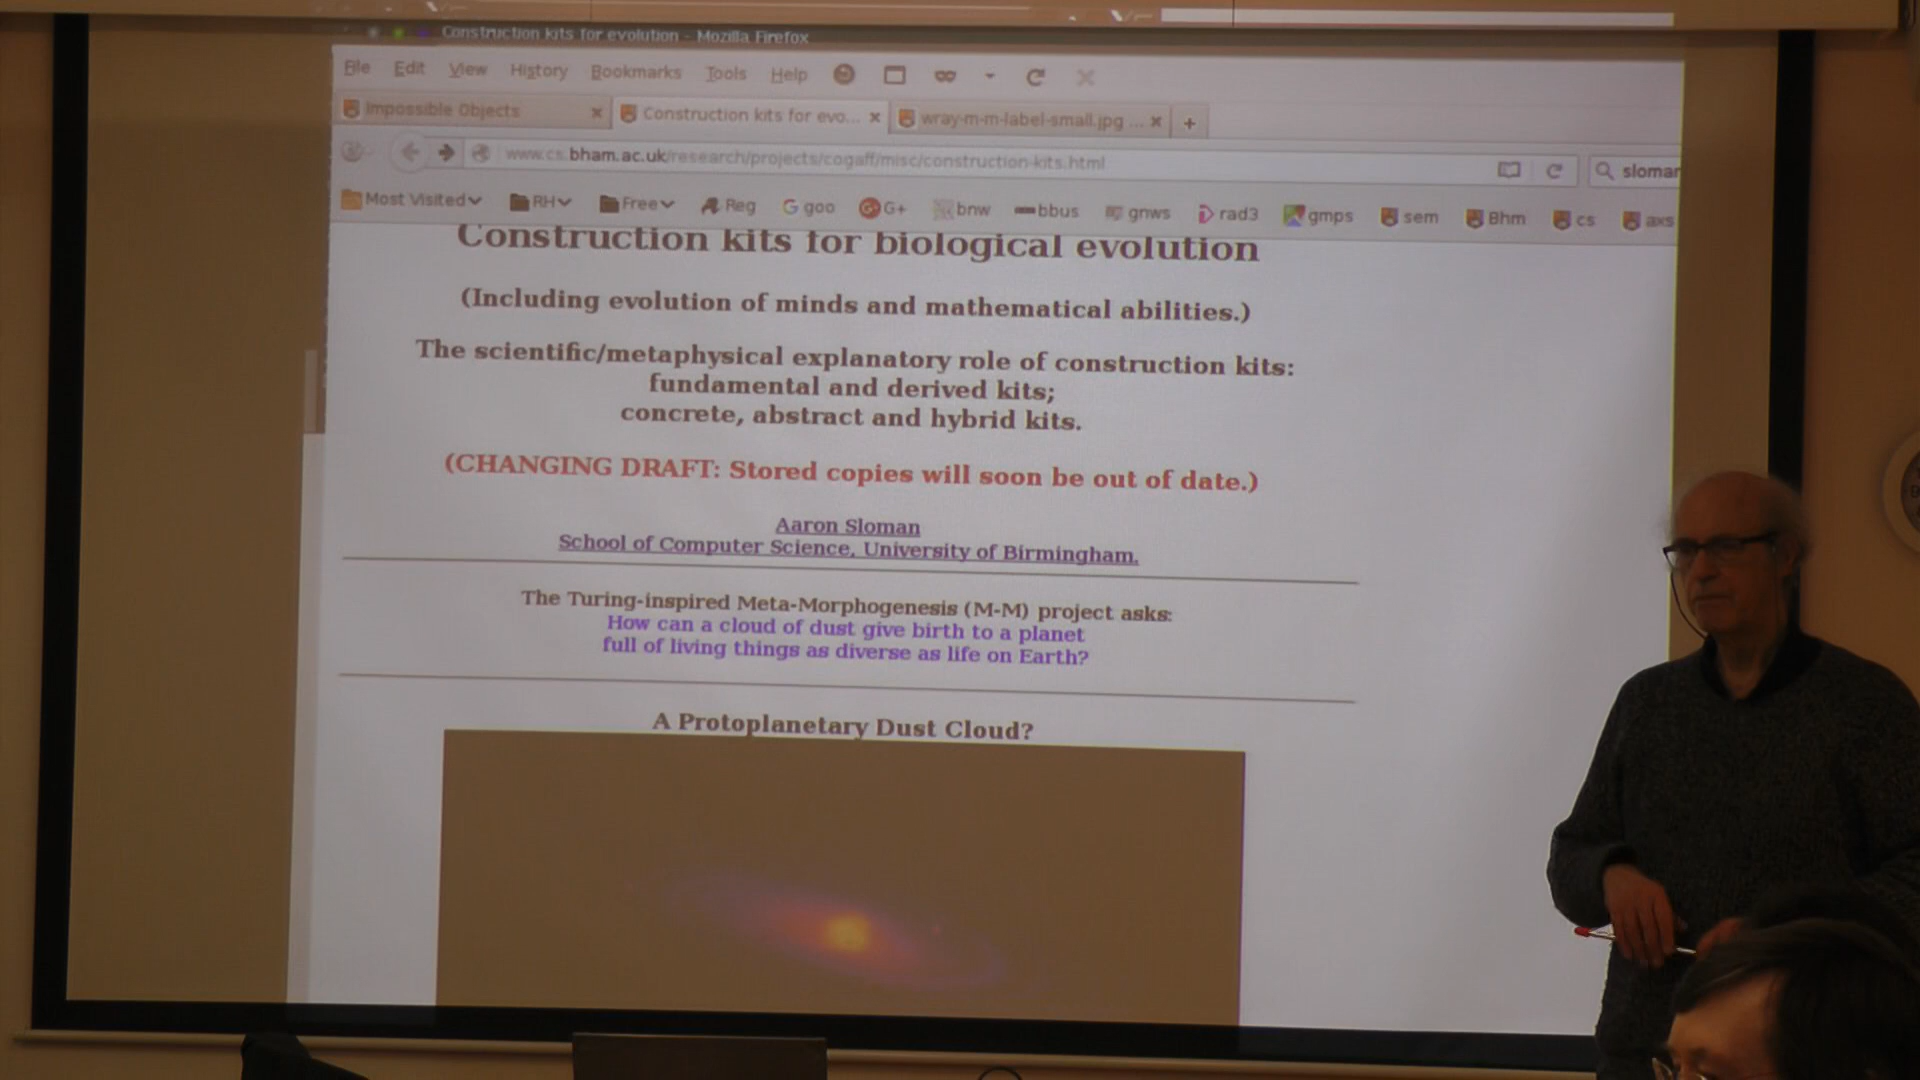 Construction kits for evolution - Mozilla Firefox
File Edit View History Bookmarks Tools Help
Impossible Objects Construction kits for evo... wray-m-m-label-small.jpg ...
www.cs.bham.ac.uk/research/projects/cogaff/misc/construction-kits.html sloman
Most Visited RH Free Reg goo G+ bnw bbus gnws rad3 gmps sem Bhm cs axs
Construction kits for biological evolution
(Including evolution of minds and mathematical abilities.)
The scientific/metaphysical explanatory role of construction kits:
fundamental and derived kits;
concrete, abstract and hybrid kits.
(CHANGING DRAFT: Stored copies will soon be out of date.)
Aaron Sloman
School of Computer Science, University of Birmingham.
The Turing-inspired Meta-Morphogenesis (M-M) project asks:
How can a cloud of dust give birth to a planet
full of living things as diverse as life on Earth?
A Protoplanetary Dust Cloud?